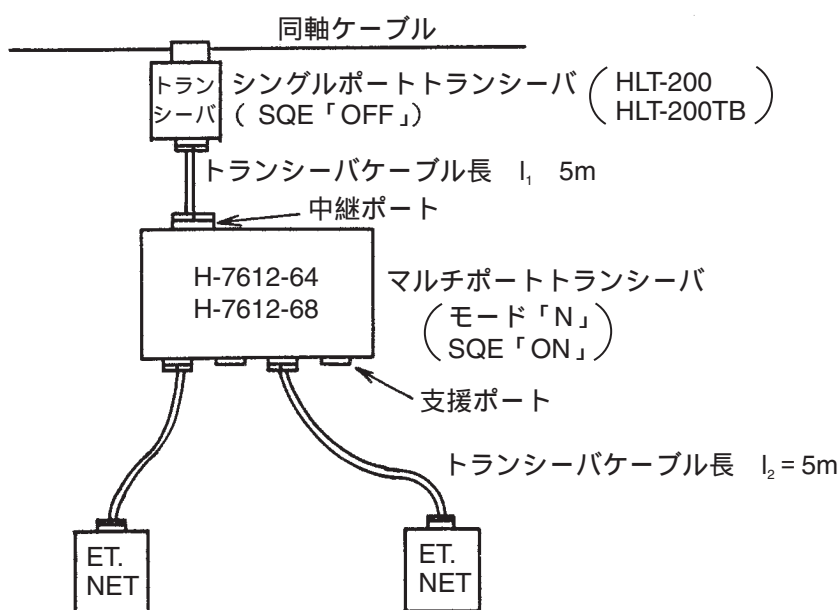 同軸ケーブル
トラン
シーバ
シングルポートトランシーバ
( SQE「OFF」)
HLT-200
HLT-200TB
トランシーバケーブル長 l₁ 5m
中継ポート
H-7612-64
H-7612-68
マルチポートトランシーバ
モード「N」
SQE「ON」
支援ポート
トランシーバケーブル長 l₂ = 5m
ET.
NET
ET.
NET